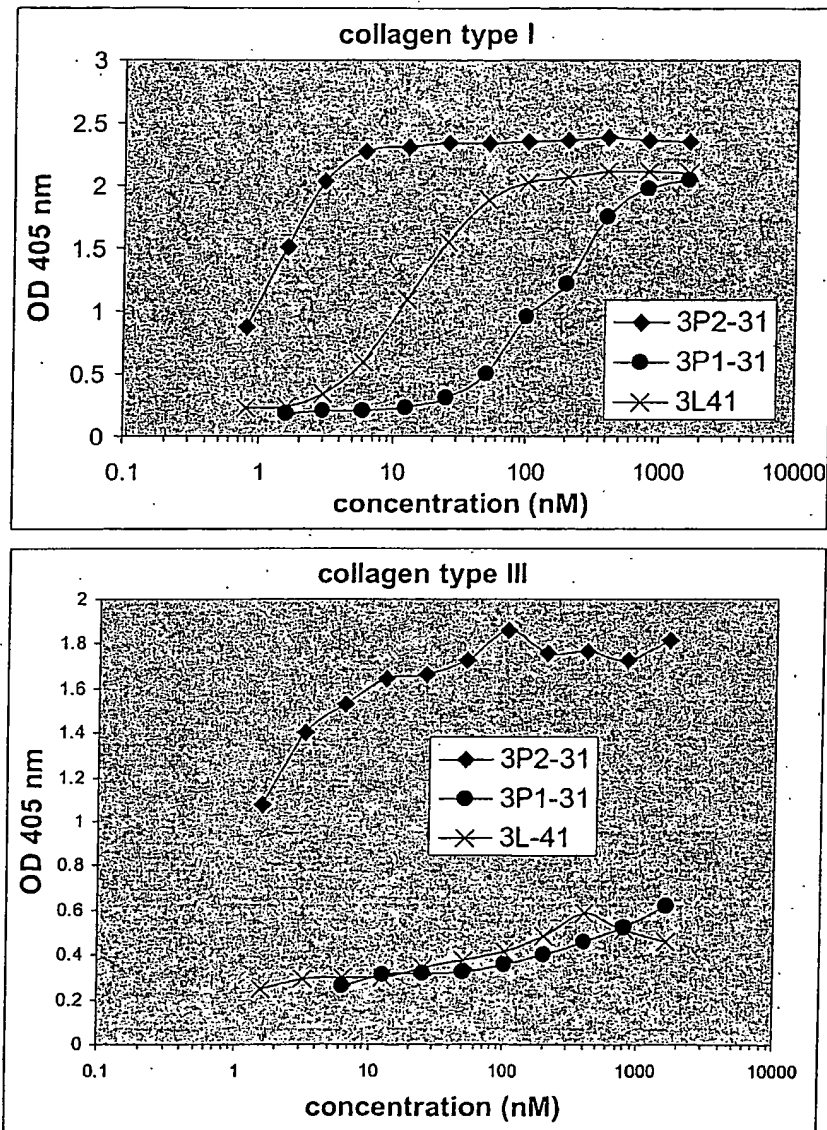 collagen type I
3
2.5
2
1.5
1
0.5
0
OD 405 nm
3P2-31
3P1-31
3L41
0.1 1 10 100 1000 10000
concentration (nM)
collagen type III
2
1.8
1.6
1.4
1.2
1
0.8
0.6
0.4
0.2
0
OD 405 nm
3P2-31
3P1-31
3L-41
0.1 1 10 100 1000 10000
concentration (nM)